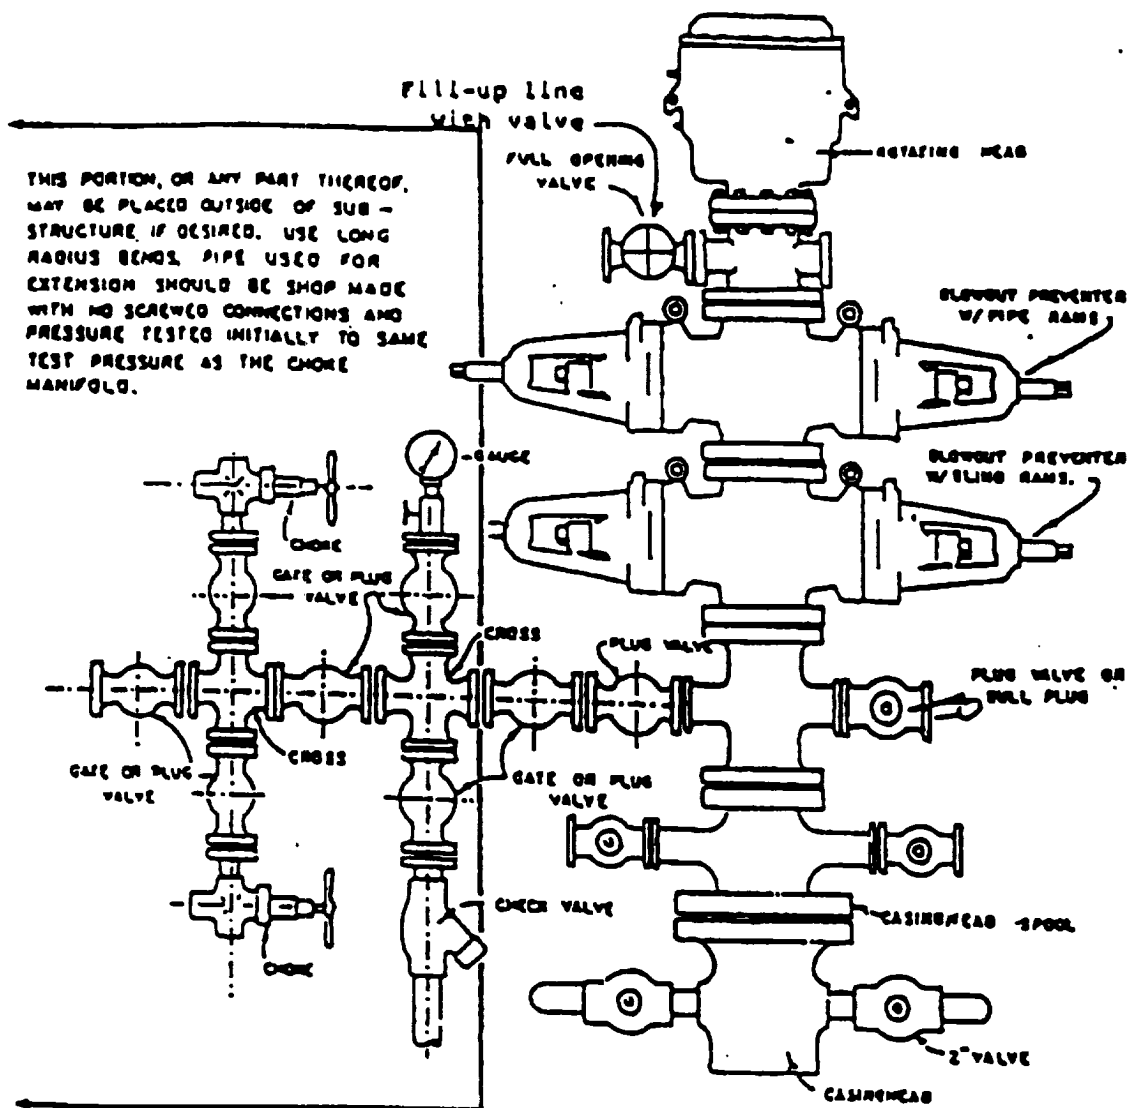 Fill-up line
with valve
FULL OPENING
VALVE
ROTATING HEAD
THIS PORTION, OR ANY PART THEREOF,
MAY BE PLACED OUTSIDE OF SUB-
STRUCTURE IF DESIRED. USE LONG
RADIUS BENDS. PIPE USED FOR
EXTENSION SHOULD BE SHOP MADE
WITH NO SCREWED CONNECTIONS AND
PRESSURE TESTED INITIALLY TO SAME
TEST PRESSURE AS THE CHOKE
MANIFOLD.
BLOWOUT PREVENTER
W/PIPE RAMS
GAUGE
BLOWOUT PREVENTER
W/BLIND RAMS.
CHOKE
GATE OR PLUG
VALVE
CROSS
PLUG VALVE
PLUG VALVE OR
BULL PLUG
CROSS
GATE OR PLUG
VALVE
GATE OR PLUG
VALVE
CHECK VALVE
CASINGHEAD SPOOL
CHOKE
2" VALVE
CASINGHEAD